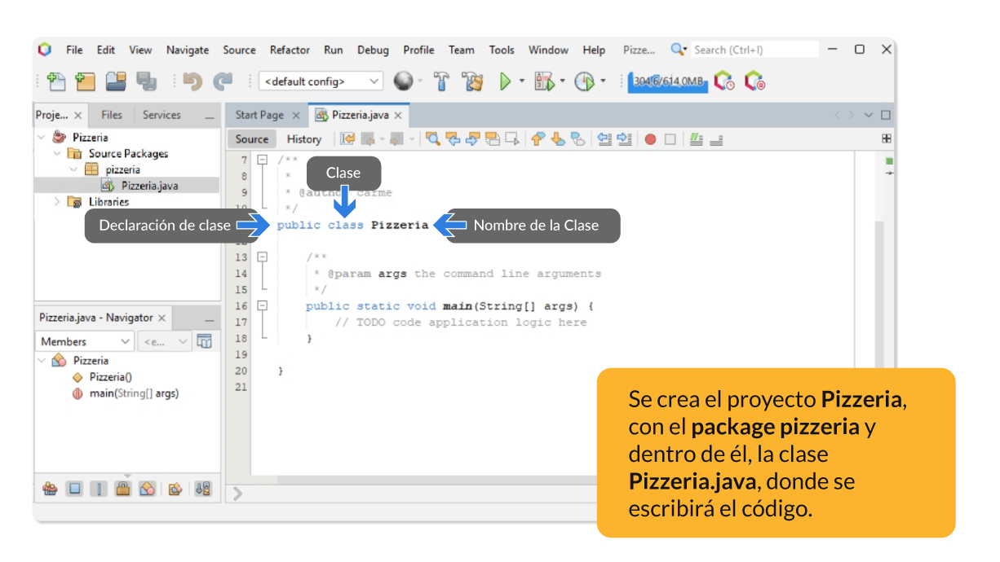 File Edit View Navigate Source Refactor Run Debug Profile Team Tools Window Help Pizze... Search (Ctrl+I)
<default config> 304,6/614,0MB
Proje... Files Services
Start Page Pizzeria.java
Source History
Pizzeria
Source Packages
pizzeria
Pizzeria.java
Libraries
7 /**
8 *
Clase
9 * @author carme
*/
Declaración de clase
public class Pizzeria
Nombre de la Clase
13 /**
14 * @param args the command line arguments
15 */
16 public static void main(String[] args) {
17 // TODO code application logic here
18 }
19
20 }
21
Pizzeria.java - Navigator
Members <e...
Pizzeria
Pizzeria()
main(String[] args)
Se crea el proyecto Pizzeria,
con el package pizzeria y
dentro de él, la clase
Pizzeria.java, donde se
escribirá el código.